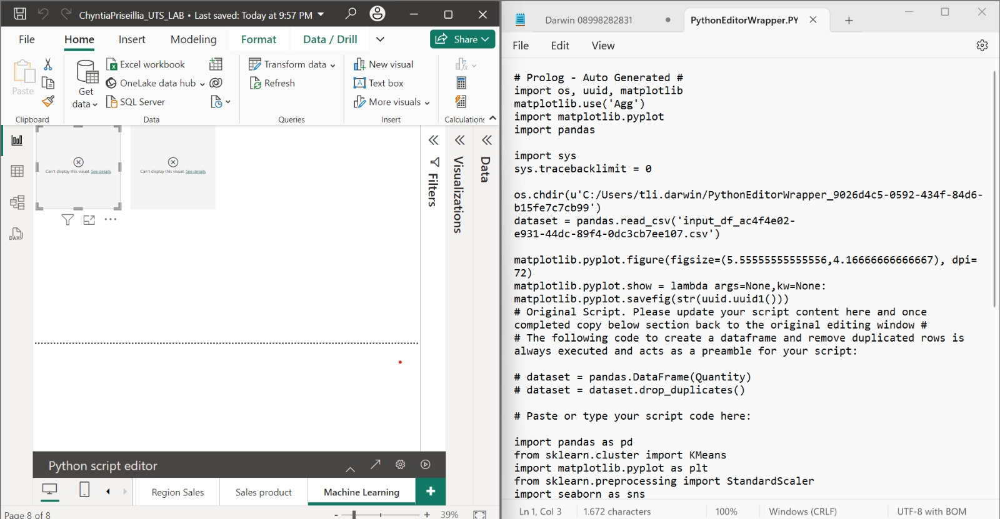 ChyntiaPriseillia_UTS_LAB • Last saved: Today at 9:57 PM
File
Home
Insert
Modeling
Format
Data / Drill
Share
Paste
Clipboard
Get data
Excel workbook
OneLake data hub
SQL Server
Data
Transform data
Refresh
Queries
New visual
Text box
More visuals
Insert
Calculations
Can't display this visual. See details
Can't display this visual. See details
DAX
Filters
Visualizations
Data
Python script editor
Region Sales
Sales product
Machine Learning
+
Page 8 of 8
- + 39%
Darwin 08998282831
PythonEditorWrapper.PY
File
Edit
View
# Prolog - Auto Generated #
import os, uuid, matplotlib
matplotlib.use('Agg')
import matplotlib.pyplot
import pandas
import sys
sys.tracebacklimit = 0
os.chdir(u'C:/Users/tli.darwin/PythonEditorWrapper_9026d4c5-0592-434f-84d6-
b15fe7c7cb99')
dataset = pandas.read_csv('input_df_ac4f4e02-
e931-44dc-89f4-0dc3cb7ee107.csv')
matplotlib.pyplot.figure(figsize=(5.55555555555556,4.16666666666667), dpi=
72)
matplotlib.pyplot.show = lambda args=None,kw=None:
matplotlib.pyplot.savefig(str(uuid.uuid1()))
# Original Script. Please update your script content here and once
completed copy below section back to the original editing window #
# The following code to create a dataframe and remove duplicated rows is
always executed and acts as a preamble for your script:
# dataset = pandas.DataFrame(Quantity)
# dataset = dataset.drop_duplicates()
# Paste or type your script code here:
import pandas as pd
from sklearn.cluster import KMeans
import matplotlib.pyplot as plt
from sklearn.preprocessing import StandardScaler
import seaborn as sns
Ln 1, Col 3
1.672 characters
100%
Windows (CRLF)
UTF-8 with BOM